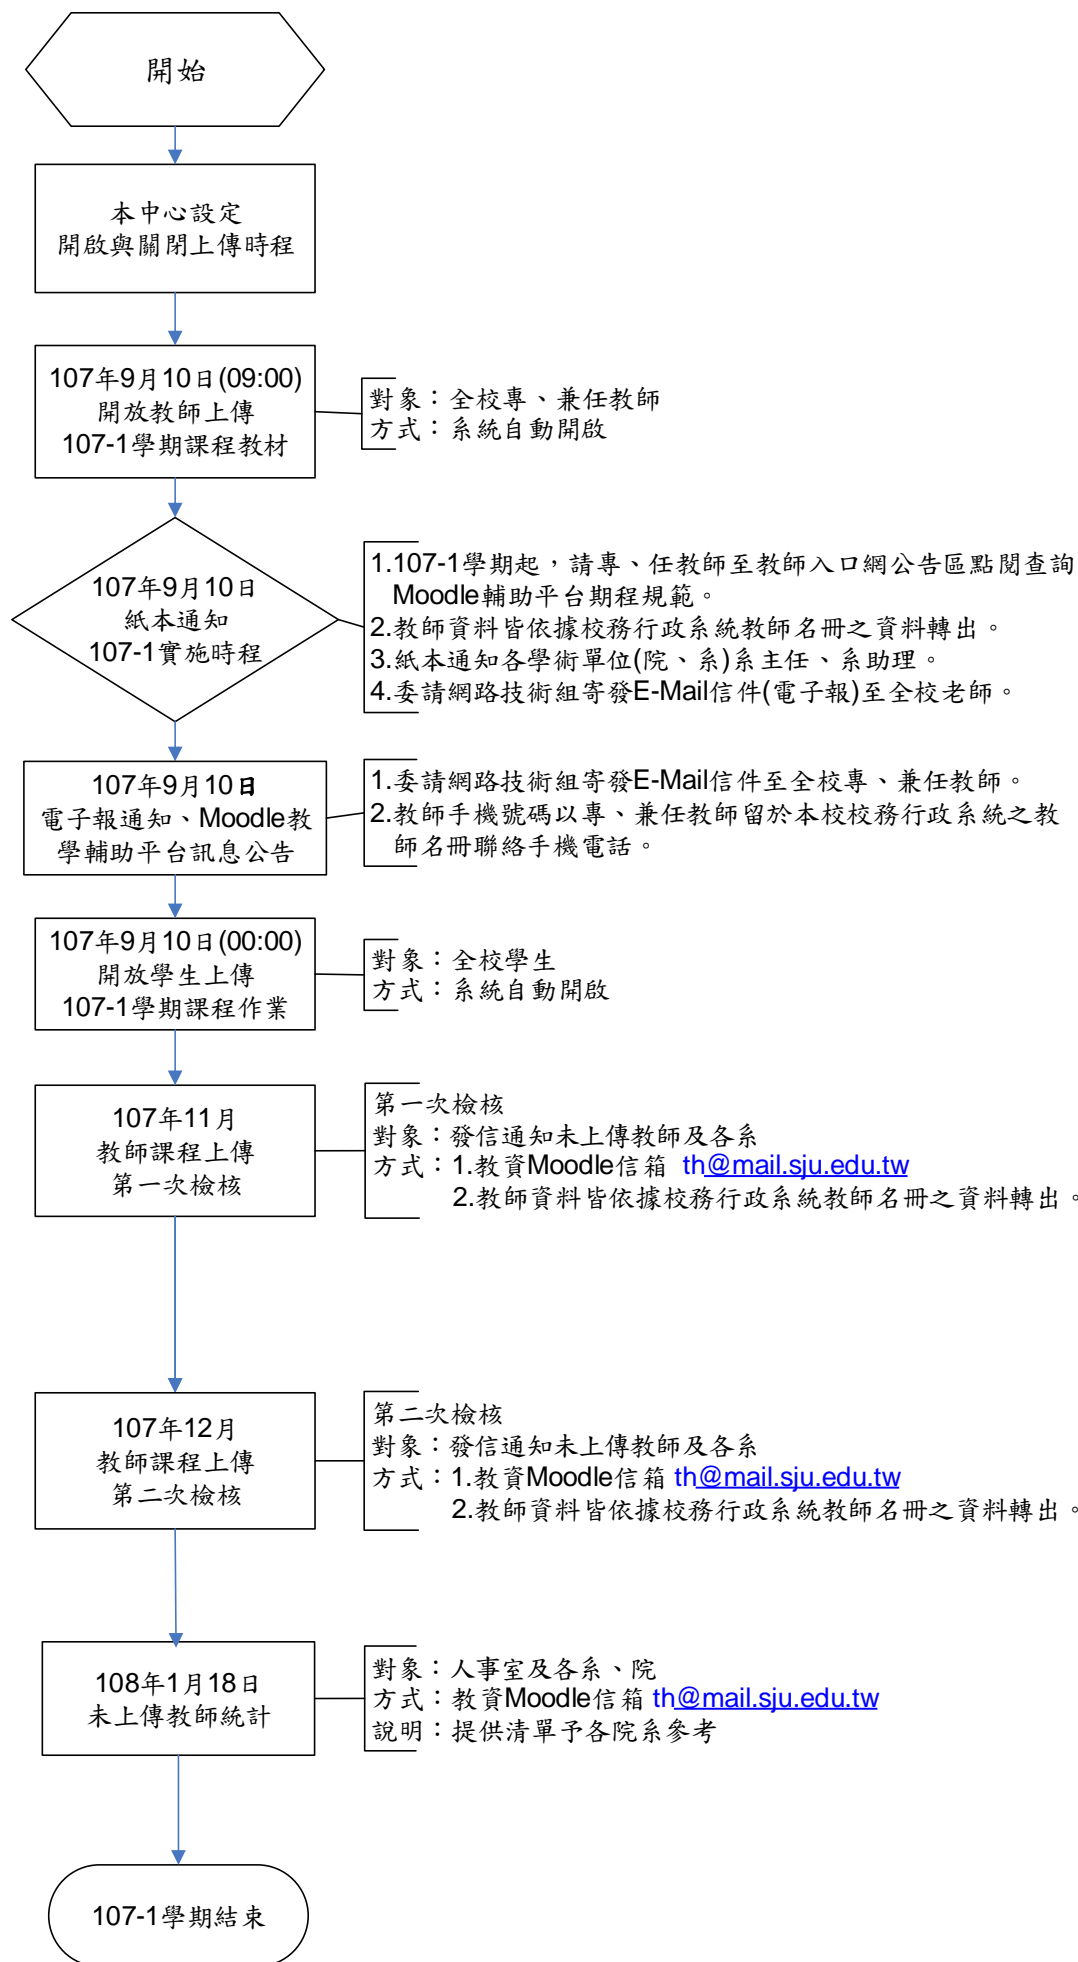 開始
本中心設定
開啟與關閉上傳時程
107年9月10日(09:00)
開放教師上傳
107-1學期課程教材
對象：全校專、兼任教師
方式：系統自動開啟
107年9月10日
紙本通知
107-1實施時程
1.107-1學期起，請專、任教師至教師入口網公告區點閱查詢
Moodle輔助平台期程規範。
2.教師資料皆依據校務行政系統教師名冊之資料轉出。
3.紙本通知各學術單位(院、系)系主任、系助理。
4.委請網路技術組寄發E-Mail信件(電子報)至全校老師。
107年9月10日
電子報通知、Moodle教
學輔助平台訊息公告
1.委請網路技術組寄發E-Mail信件至全校專、兼任教師。
2.教師手機號碼以專、兼任教師留於本校校務行政系統之教
師名冊聯絡手機電話。
107年9月10日(00:00)
開放學生上傳
107-1學期課程作業
對象：全校學生
方式：系統自動開啟
107年11月
教師課程上傳
第一次檢核
第一次檢核
對象：發信通知未上傳教師及各系
方式：1.教資Moodle信箱 th@mail.sju.edu.tw
2.教師資料皆依據校務行政系統教師名冊之資料轉出。
107年12月
教師課程上傳
第二次檢核
第二次檢核
對象：發信通知未上傳教師及各系
方式：1.教資Moodle信箱 th@mail.sju.edu.tw
2.教師資料皆依據校務行政系統教師名冊之資料轉出。
108年1月18日
未上傳教師統計
對象：人事室及各系、院
方式：教資Moodle信箱 th@mail.sju.edu.tw
說明：提供清單予各院系參考
107-1學期結束